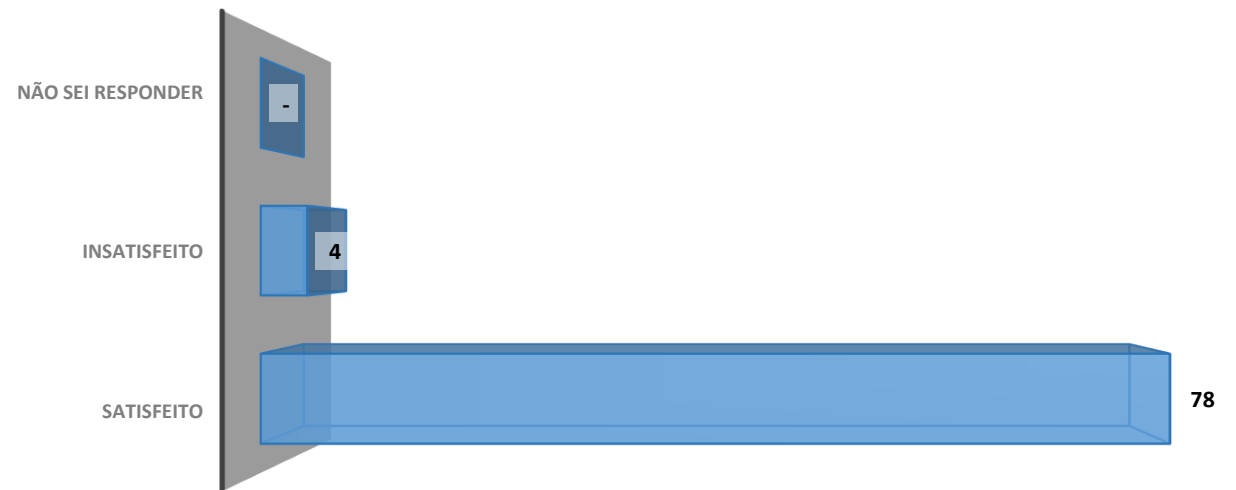 NÃO SEI RESPONDER
-
INSATISFEITO
4
SATISFEITO
78